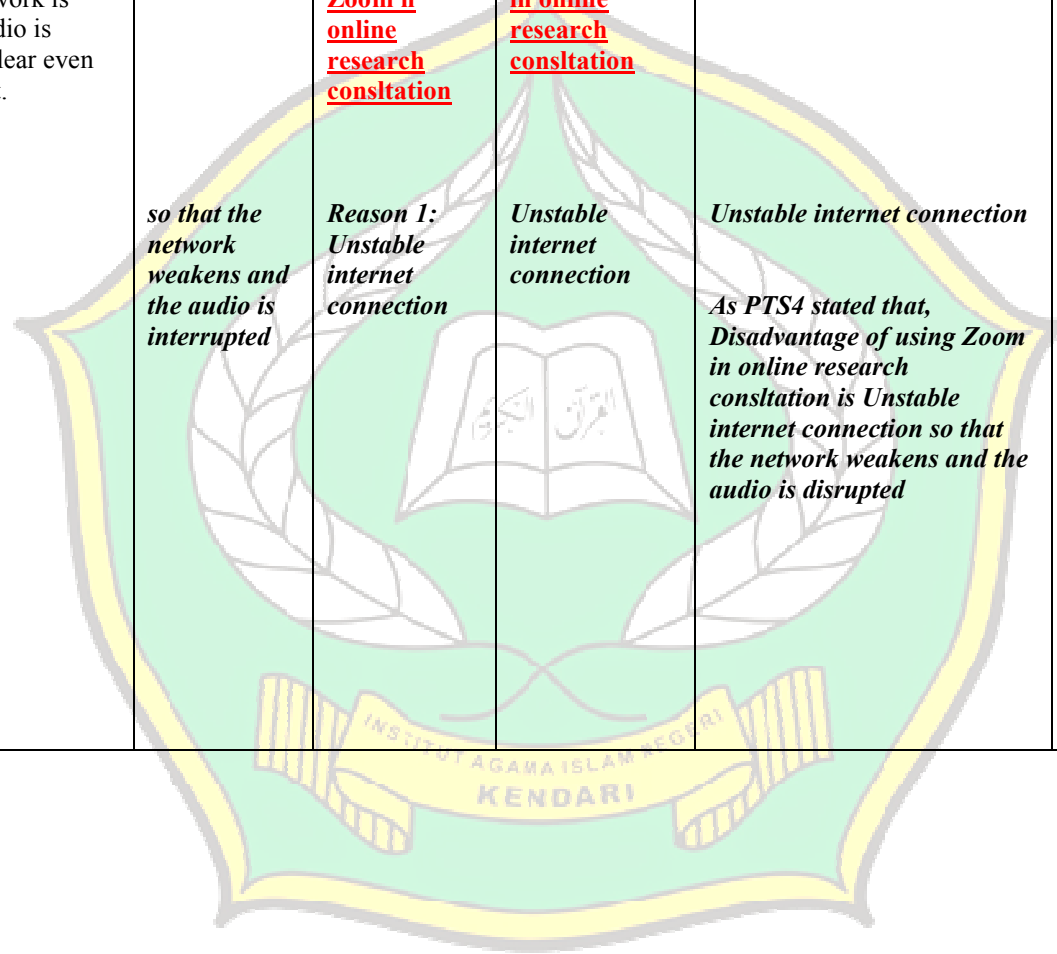 dio is
lear even
Zoom n
online
research
consltation
in online
research
consltation
so that the
network
weakens and
the audio is
interrupted
Reason 1:
Unstable
internet
connection
Unstable
internet
connection
Unstable internet connection
As PTS4 stated that,
Disadvantage of using Zoom
in online research
consltation is Unstable
internet connection so that
the network weakens and the
audio is disrupted
INSTITUT AGAMA ISLAM NEGERI
KENDARI